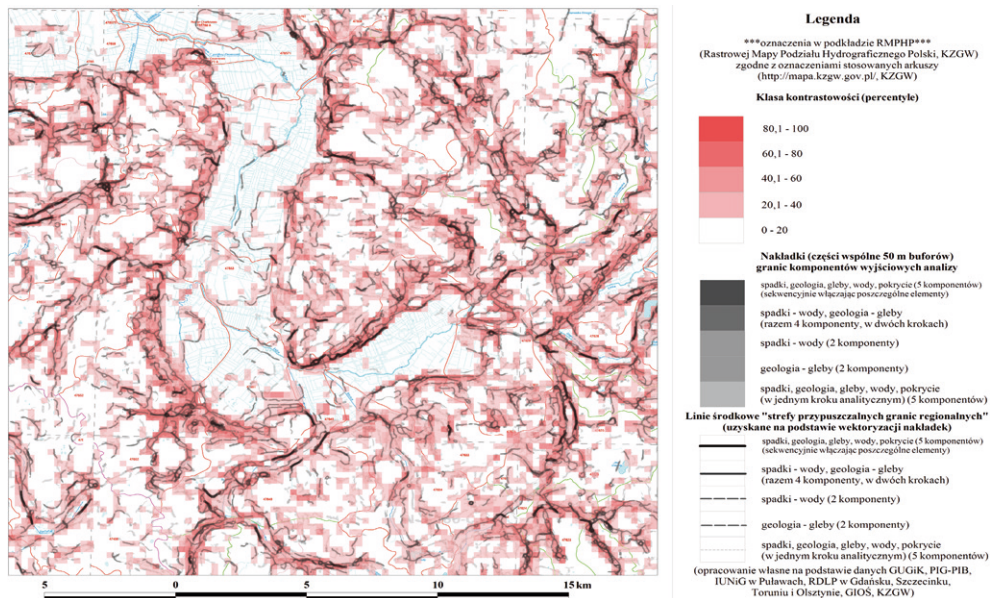 Legenda
***oznaczenia w podkładzie RMPHP***
(Rastrowej Mapy Podziału Hydrograficznego Polski, KZGW)
zgodne z oznaczeniami stosowanych arkuszy
(http://mapa.kzgw.gov.pl/, KZGW)
Klasa kontrastowości (percentyle)
80,1 - 100
60,1 - 80
40,1 - 60
20,1 - 40
0 - 20
Nakładki (części wspólne 50 m buforów)
granic komponentów wyjściowych analizy
spadki, geologia, gleby, wody, pokrycie (5 komponentów)
(sekwencyjnie włączając poszczególne elementy)
spadki - wody, geologia - gleby
(razem 4 komponenty, w dwóch krokach)
spadki - wody (2 komponenty)
geologia - gleby (2 komponenty)
spadki, geologia, gleby, wody, pokrycie
(w jednym kroku analitycznym) (5 komponentów)
Linie środkowe "strefy przypuszczalnych granic regionalnych"
(uzyskane na podstawie wektoryzacji nakładek)
spadki, geologia, gleby, wody, pokrycie (5 komponentów)
(sekwencyjnie włączając poszczególne elementy)
spadki - wody, geologia - gleby
(razem 4 komponenty, w dwóch krokach)
spadki - wody (2 komponenty)
geologia - gleby (2 komponenty)
spadki, geologia, gleby, wody, pokrycie
(w jednym kroku analitycznym) (5 komponentów)
(opracowanie własne na podstawie danych GUGiK, PIG-PIB,
IUNiG w Puławach, RDLP w Gdańsku, Szczecinku,
Toruniu i Olsztynie, GIOŚ, KZGW)
5 0 5 10 15 km